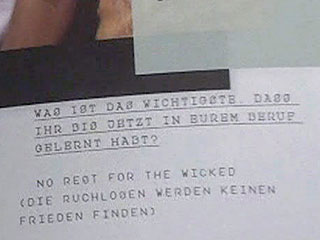 WAS IST DAS WICHTIGSTE, DASS
IHR BIS JETZT IN EUREM BERUF
GELERNT HABT?
NO REST FOR THE WICKED
(DIE RUCHLOSEN WERDEN KEINEN
FRIEDEN FINDEN)